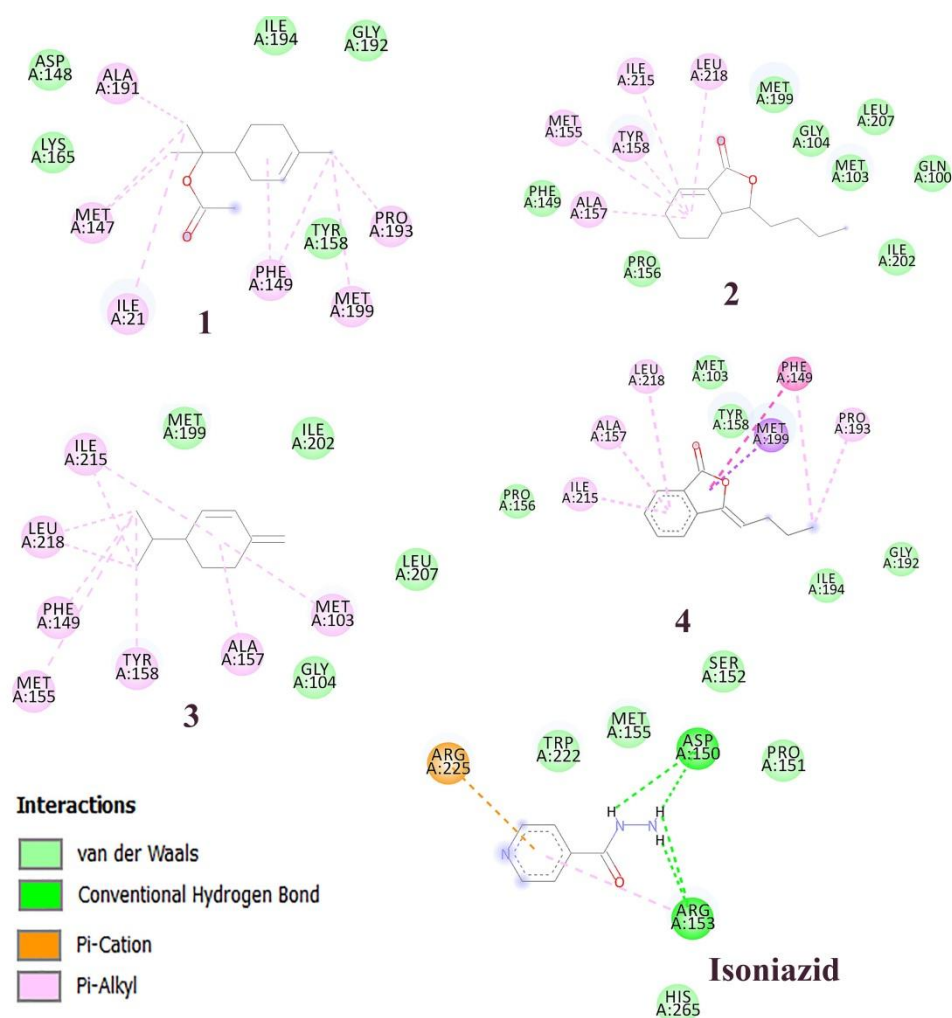 ILE
A:194
GLY
A:192
ASP
A:148
ALA
A:191
LYS
A:165
O
O
MET
A:147
TYR
A:158
PRO
A:193
PHE
A:149
ILE
A:21
MET
A:199
1
ILE
A:215
LEU
A:218
MET
A:199
LEU
A:207
MET
A:155
TYR
A:158
GLY
A:104
MET
A:103
GLN
A:100
O
O
PHE
A:149
ALA
A:157
PRO
A:156
ILE
A:202
2
MET
A:199
ILE
A:202
ILE
A:215
LEU
A:218
LEU
A:207
PHE
A:149
MET
A:103
MET
A:155
TYR
A:158
ALA
A:157
GLY
A:104
3
LEU
A:218
MET
A:103
PHE
A:149
TYR
A:158
ALA
A:157
MET
A:199
PRO
A:193
O
O
PRO
A:156
ILE
A:215
GLY
A:192
ILE
A:194
4
SER
A:152
MET
A:155
ASP
A:150
TRP
A:222
PRO
A:151
ARG
A:225
H
H
N
N
H
N
O
ARG
A:153
Isoniazid
HIS
A:265
Interactions
van der Waals
Conventional Hydrogen Bond
Pi-Cation
Pi-Alkyl